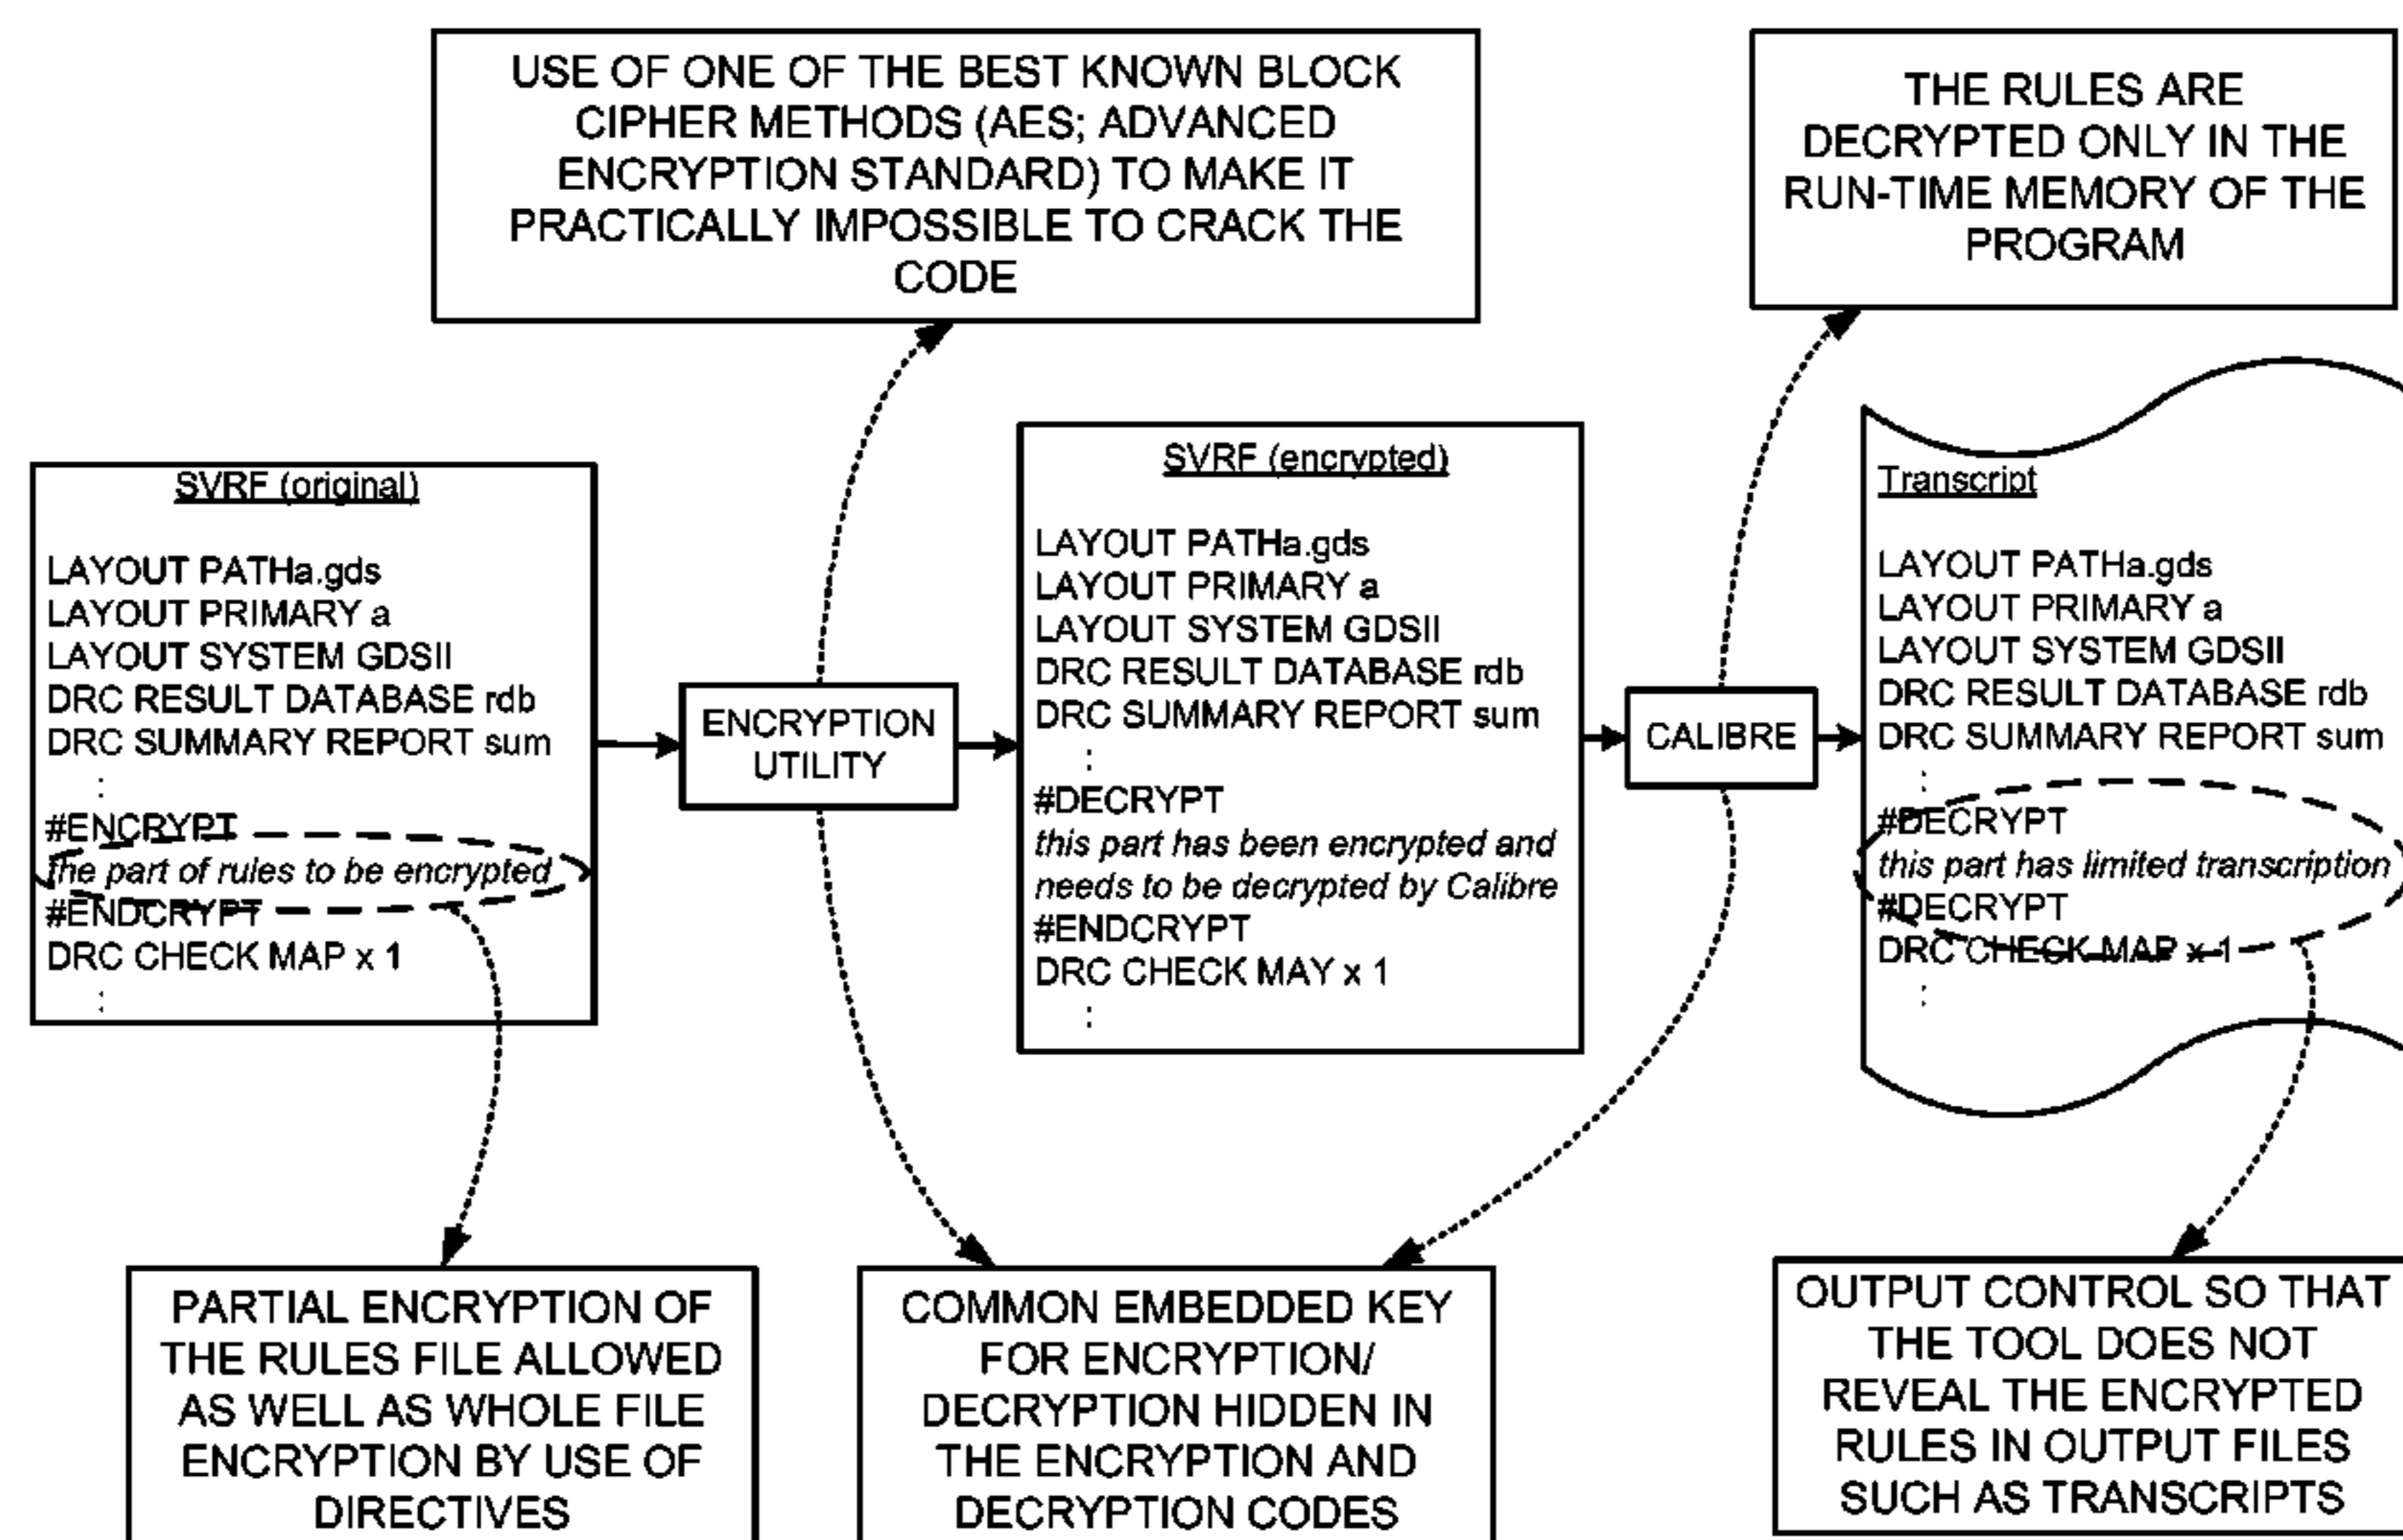 USE OF ONE OF THE BEST KNOWN BLOCK
CIPHER METHODS (AES; ADVANCED
ENCRYPTION STANDARD) TO MAKE IT
PRACTICALLY IMPOSSIBLE TO CRACK THE
CODE
THE RULES ARE
DECRYPTED ONLY IN THE
RUN-TIME MEMORY OF THE
PROGRAM
SVRF (original)
LAYOUT PATHa.gds
LAYOUT PRIMARY a
LAYOUT SYSTEM GDSII
DRC RESULT DATABASE rdb
DRC SUMMARY REPORT sum
:
#ENCRYPT
the part of rules to be encrypted
#ENDCRYPT
DRC CHECK MAP x 1
:
ENCRYPTION
UTILITY
SVRF (encrypted)
LAYOUT PATHa.gds
LAYOUT PRIMARY a
LAYOUT SYSTEM GDSII
DRC RESULT DATABASE rdb
DRC SUMMARY REPORT sum
:
#DECRYPT
this part has been encrypted and
needs to be decrypted by Calibre
#ENDCRYPT
DRC CHECK MAY x 1
:
CALIBRE
Transcript
LAYOUT PATHa.gds
LAYOUT PRIMARY a
LAYOUT SYSTEM GDSII
DRC RESULT DATABASE rdb
DRC SUMMARY REPORT sum
:
#DECRYPT
this part has limited transcription
#DECRYPT
DRC CHECK MAP x 1
:
PARTIAL ENCRYPTION OF
THE RULES FILE ALLOWED
AS WELL AS WHOLE FILE
ENCRYPTION BY USE OF
DIRECTIVES
COMMON EMBEDDED KEY
FOR ENCRYPTION/
DECRYPTION HIDDEN IN
THE ENCRYPTION AND
DECRYPTION CODES
OUTPUT CONTROL SO THAT
THE TOOL DOES NOT
REVEAL THE ENCRYPTED
RULES IN OUTPUT FILES
SUCH AS TRANSCRIPTS